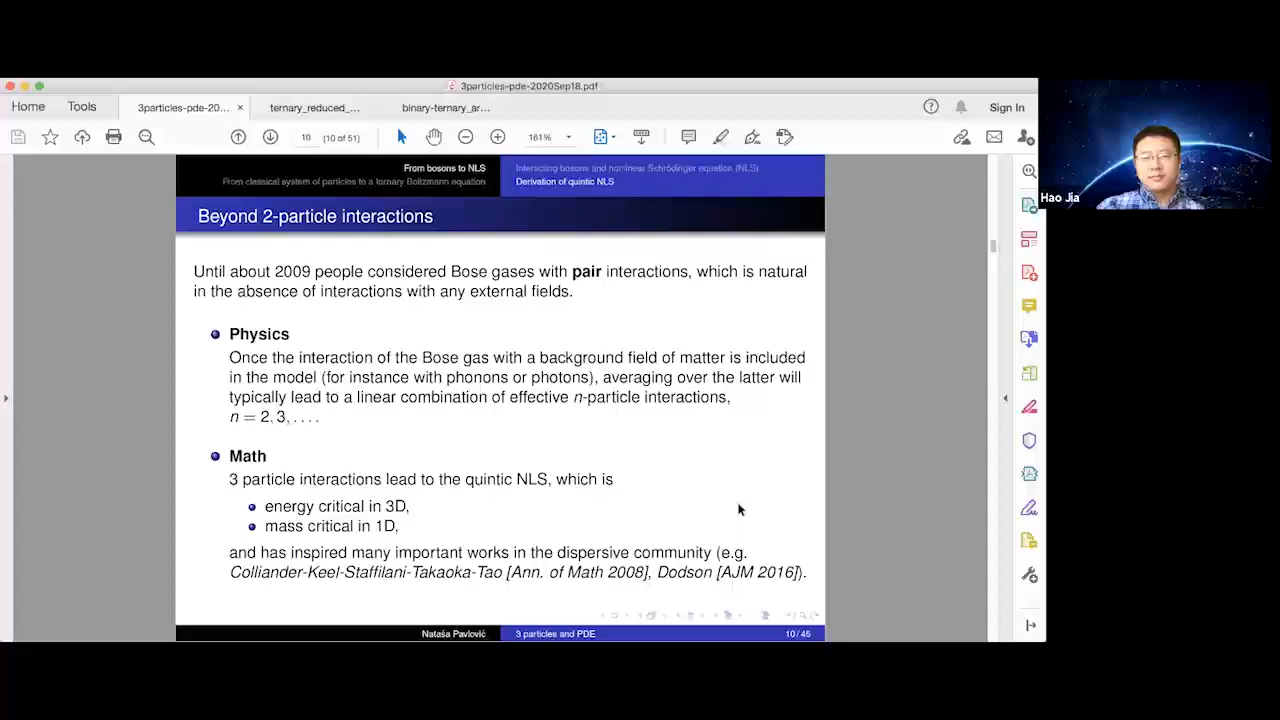 3particles-pde-2020Sep18.pdf
Home Tools 3particles-pde-20... × ternary_reduced_... binary-ternary_ar... Sign In
10 (10 of 51) 161%
From bosons to NLS
From classical system of particles to a ternary Boltzmann equation
Interacting bosons and nonlinear Schrödinger equation (NLS)
Derivation of quintic NLS
Beyond 2-particle interactions
Until about 2009 people considered Bose gases with pair interactions, which is natural
in the absence of interactions with any external fields.
Physics
Once the interaction of the Bose gas with a background field of matter is included
in the model (for instance with phonons or photons), averaging over the latter will
typically lead to a linear combination of effective n-particle interactions,
n = 2, 3, . . . .
Math
3 particle interactions lead to the quintic NLS, which is
energy critical in 3D,
mass critical in 1D,
and has inspired many important works in the dispersive community (e.g.
Colliander-Keel-Staffilani-Takaoka-Tao [Ann. of Math 2008], Dodson [AJM 2016]).
Nataša Pavlović 3 particles and PDE 10 / 45
Hao Jia